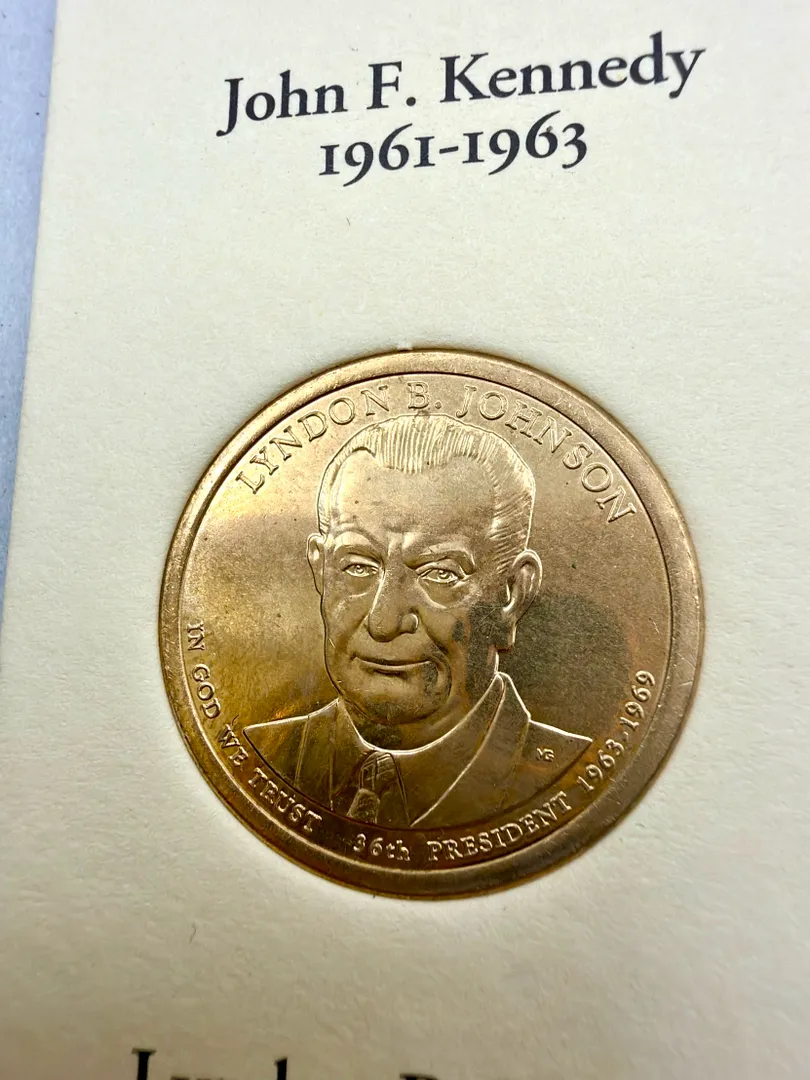 John F. Kennedy
1961-1963
LYNDON B. JOHNSON
IN GOD WE TRUST
36th PRESIDENT 1963-1969